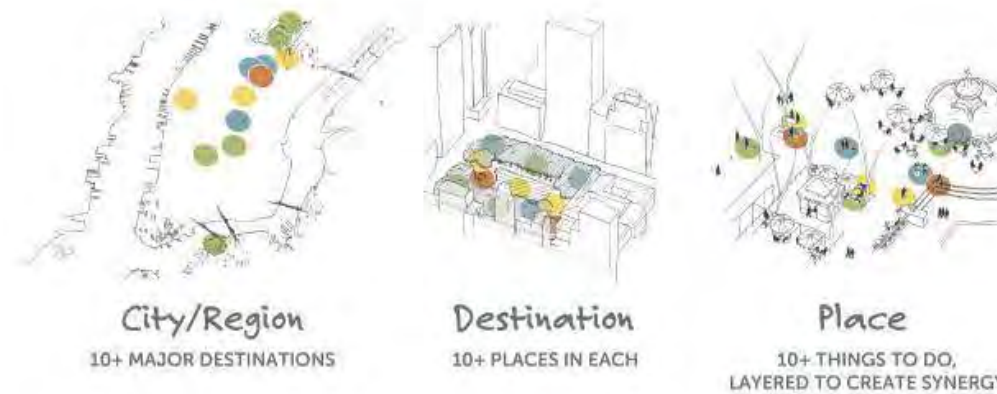 City/Region
10+ MAJOR DESTINATIONS
Destination
10+ PLACES IN EACH
Place
10+ THINGS TO DO,
LAYERED TO CREATE SYNERGY